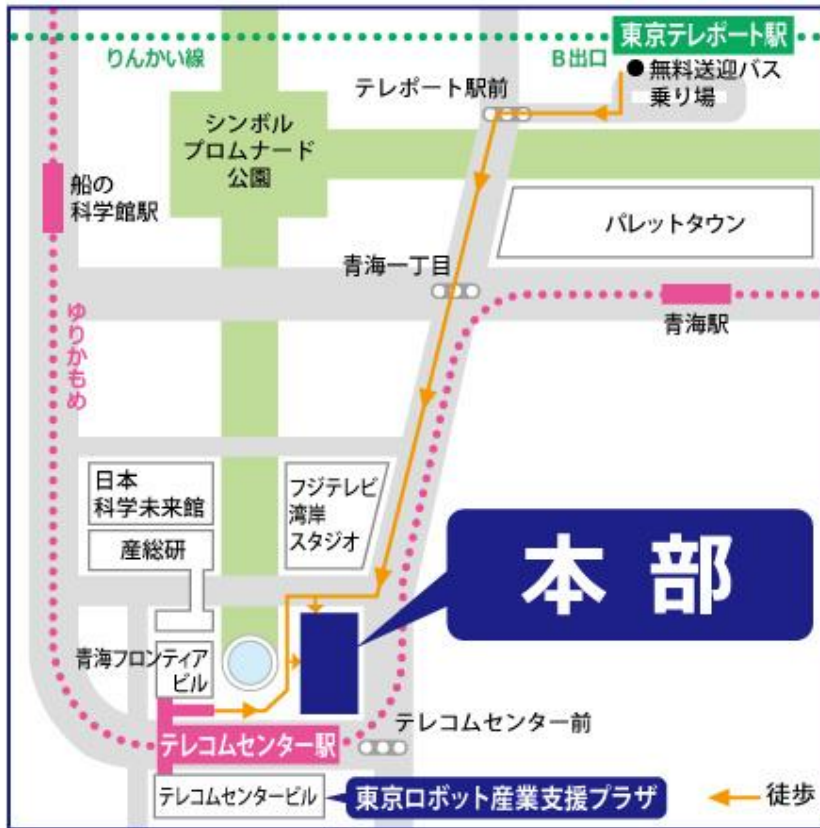 東京テレポート駅
りんかい線
B出口
●無料送迎バス
乗り場
テレポート駅前
シンボル
プロムナード
公園
船の
科学館駅
パレットタウン
青海一丁目
青海駅
ゆりかもめ
日本
科学未来館
フジテレビ
湾岸
スタジオ
産総研
本部
青海フロンティア
ビル
テレコムセンター前
テレコムセンター駅
テレコムセンタービル
東京ロボット産業支援プラザ
徒歩